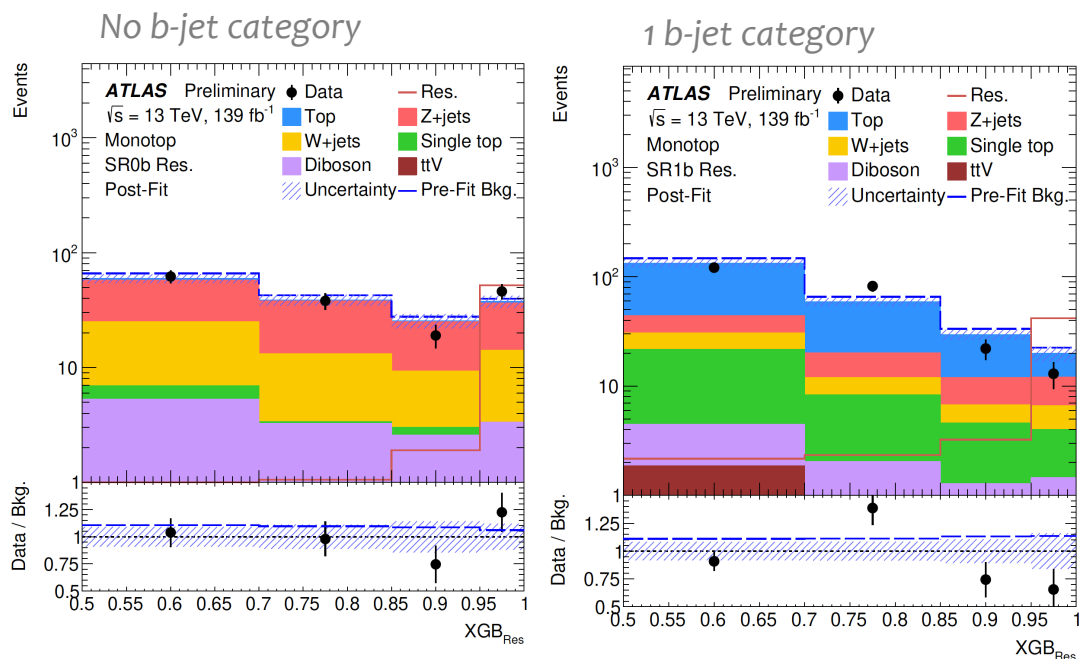 No b-jet category
Events
ATLAS Preliminary
√s = 13 TeV, 139 fb⁻¹
Monotop
SR0b Res.
Post-Fit
Data
Res.
Top
Z+jets
W+jets
Single top
Diboson
ttV
Uncertainty
Pre-Fit Bkg.
10³
10²
10
1
Data / Bkg.
1.25
1
0.75
0.5
0.5 0.55 0.6 0.65 0.7 0.75 0.8 0.85 0.9 0.95 1
XGB_Res
1 b-jet category
Events
ATLAS Preliminary
√s = 13 TeV, 139 fb⁻¹
Monotop
SR1b Res.
Post-Fit
Data
Res.
Top
Z+jets
W+jets
Single top
Diboson
ttV
Uncertainty
Pre-Fit Bkg.
10³
10²
10
1
Data / Bkg.
1.25
1
0.75
0.5
0.5 0.55 0.6 0.65 0.7 0.75 0.8 0.85 0.9 0.95 1
XGB_Res